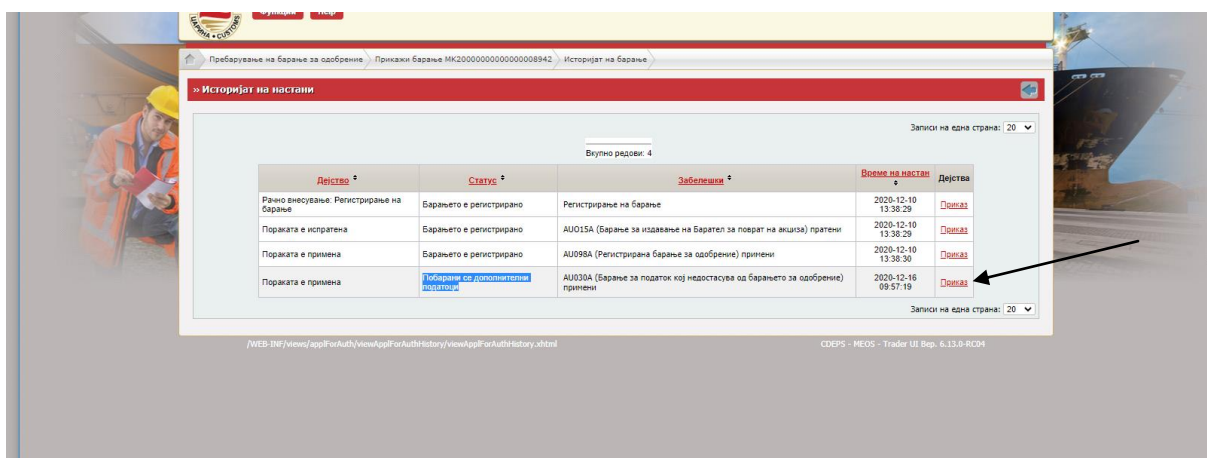 ЦАРИНА • CUSTOMS
Функции Help
Пребарување на барање за одобрение Прикажи барање MK20000000000000008942 Историјат на барање
» Историјат на настани
Записи на една страна: 20
Вкупно редови: 4
Дејство Статус Забелешки Време на настан Дејства
Рачно внесување: Регистрирање на барање Барањето е регистрирано Регистрирање на барање 2020-12-10 13:38:29 Приказ
Пораката е испратена Барањето е регистрирано AUO15A (Барање за издавање на Барател за поврат на акциза) пратени 2020-12-10 13:38:29 Приказ
Пораката е примена Барањето е регистрирано AU098A (Регистрирана барање за одобрение) примени 2020-12-10 13:38:30 Приказ
Пораката е примена Побарани се дополнителни податоци AU030A (Барање за податок кој недостасува од барањето за одобрение) примени 2020-12-16 09:57:19 Приказ
Записи на една страна: 20
/WEB-INF/views/applForAuth/viewApplForAuthHistory/viewApplForAuthHistory.xhtml CDEPS - MEOS - Trader UI Вер. 6.13.0-RC04